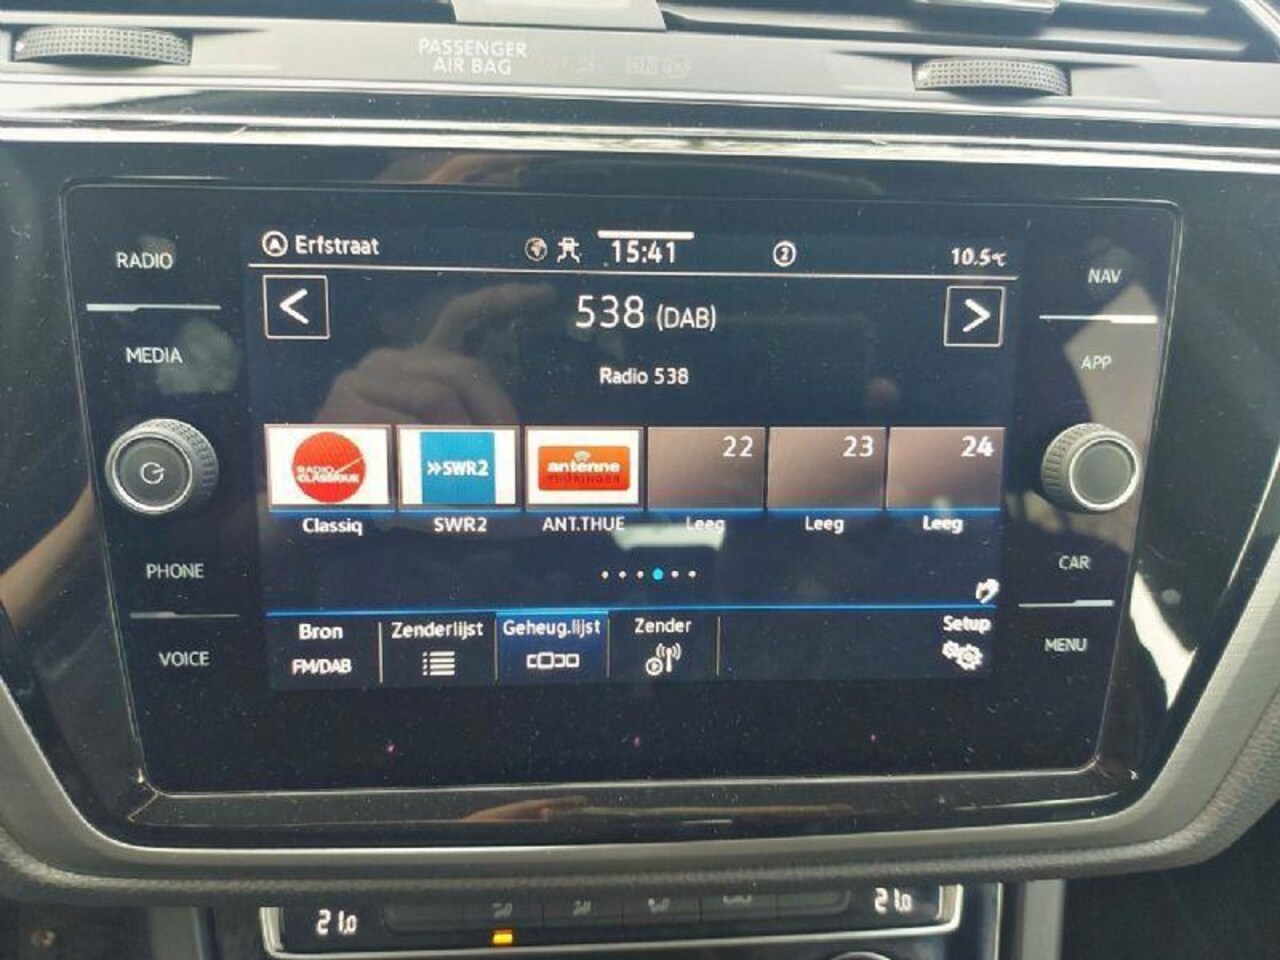 PASSENGER
AIR BAG
RADIO
MEDIA
PHONE
VOICE
Erfstraat
15:41
2
10.5°C
538 (DAB)
Radio 538
RADIO
CLASSIQUE
Classiq
»SWR2
SWR2
antenne
THÜRINGEN
ANT.THUE
22
Leeg
23
Leeg
24
Leeg
Bron
FM/DAB
Zenderlijst
Geheug.lijst
Zender
Setup
NAV
APP
CAR
MENU
21.0
21.0